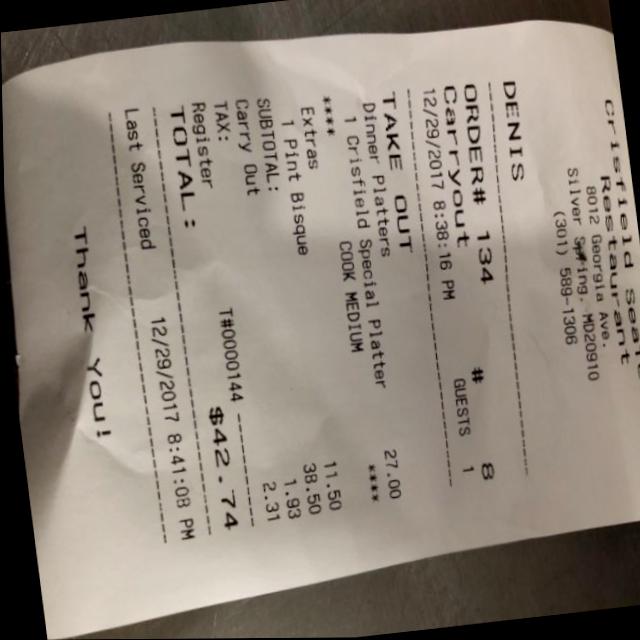 Crisfield Seaf
Restaurant
8012 Georgia Ave.
Silver Spring, MD20910
(301) 589-1306
DENIS
ORDER# 134 # 8
Carryout GUESTS 1
12/29/2017 8:38:16 PM
TAKE OUT
Dinner Platters
1 Crisfield Special Platter 27.00
COOK MEDIUM
**** ****
Extras
1 Pint Bisque 11.50
SUBTOTAL: 38.50
Carry Out 1.93
TAX: 2.31
Register T#0000144
TOTAL: $42.74
Last Serviced 12/29/2017 8:41:08 PM
Thank You!